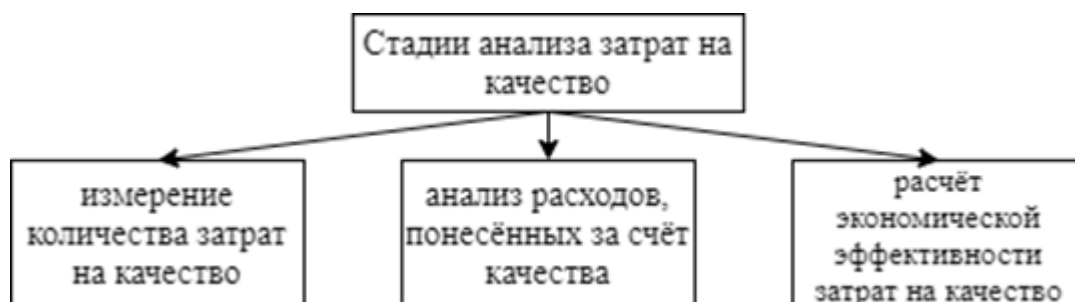 Стадии анализа затрат на
качество
измерение
количества затрат
на качество
анализ расходов,
понесённых за счёт
качества
расчёт
экономической
эффективности
затрат на качество